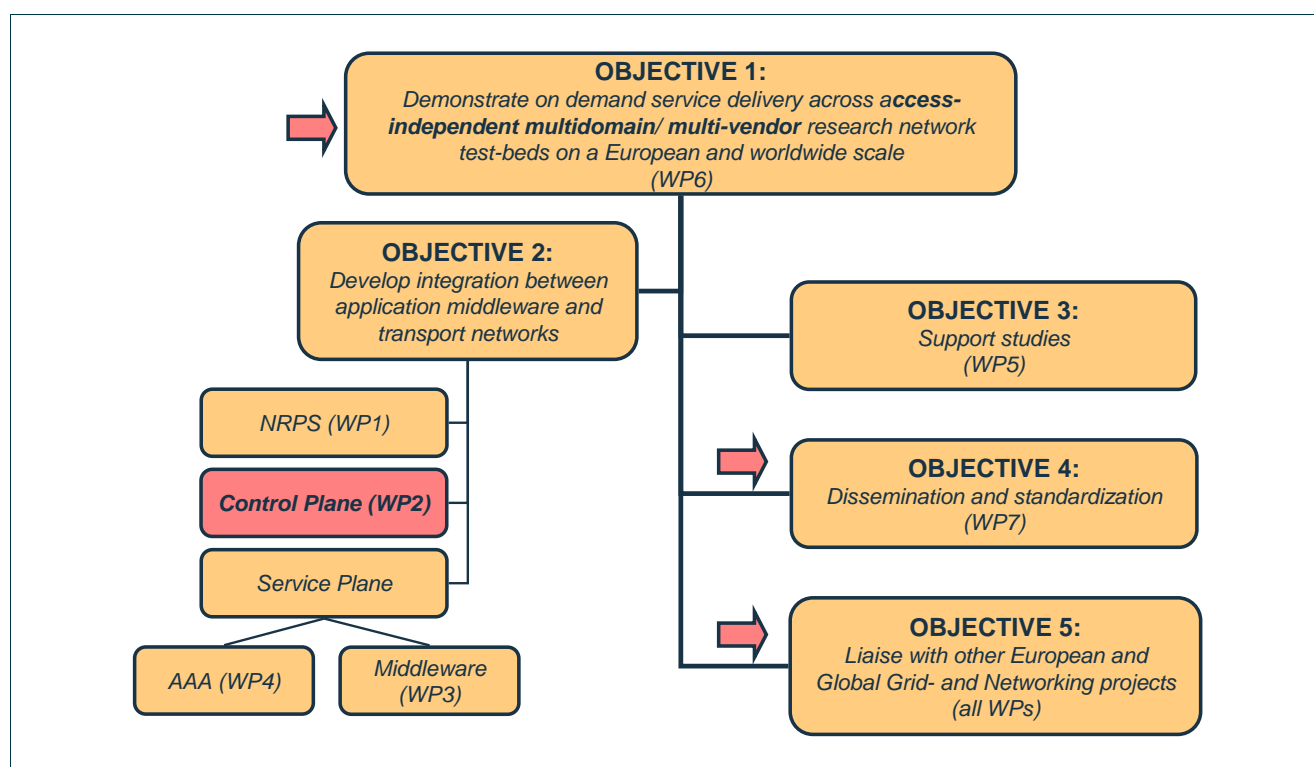 OBJECTIVE 1:
Demonstrate on demand service delivery across access-
independent multidomain/ multi-vendor research network
test-beds on a European and worldwide scale
(WP6)
OBJECTIVE 2:
Develop integration between
application middleware and
transport networks
OBJECTIVE 3:
Support studies
(WP5)
NRPS (WP1)
Control Plane (WP2)
Service Plane
AAA (WP4)
Middleware
(WP3)
OBJECTIVE 4:
Dissemination and standardization
(WP7)
OBJECTIVE 5:
Liaise with other European and
Global Grid- and Networking projects
(all WPs)